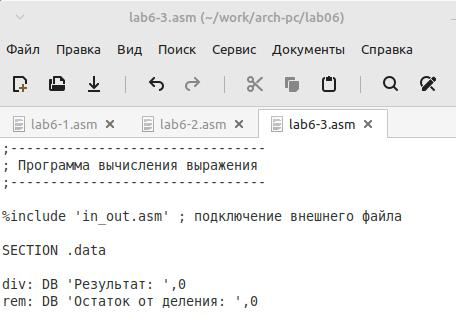 lab6-3.asm (~/work/arch-pc/lab06)
Файл Правка Вид Поиск Сервис Документы Справка
lab6-1.asm lab6-2.asm lab6-3.asm
;--------------------------------
; Программа вычисления выражения
;--------------------------------
%include 'in_out.asm' ; подключение внешнего файла
SECTION .data
div: DB 'Результат: ',0
rem: DB 'Остаток от деления: ',0